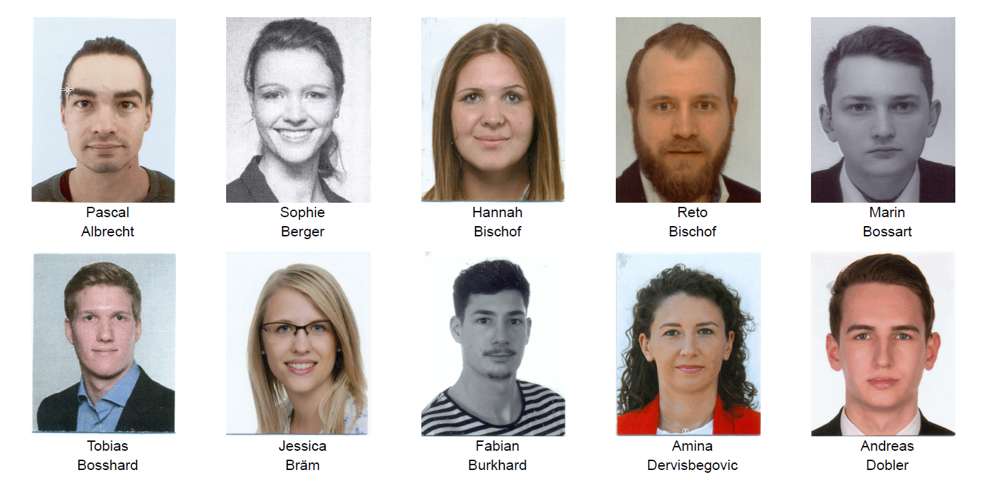 Pascal
Albrecht
Sophie
Berger
Hannah
Bischof
Reto
Bischof
Marin
Bossart
Tobias
Bosshard
Jessica
Bräm
Fabian
Burkhard
Amina
Dervisbegovic
Andreas
Dobler